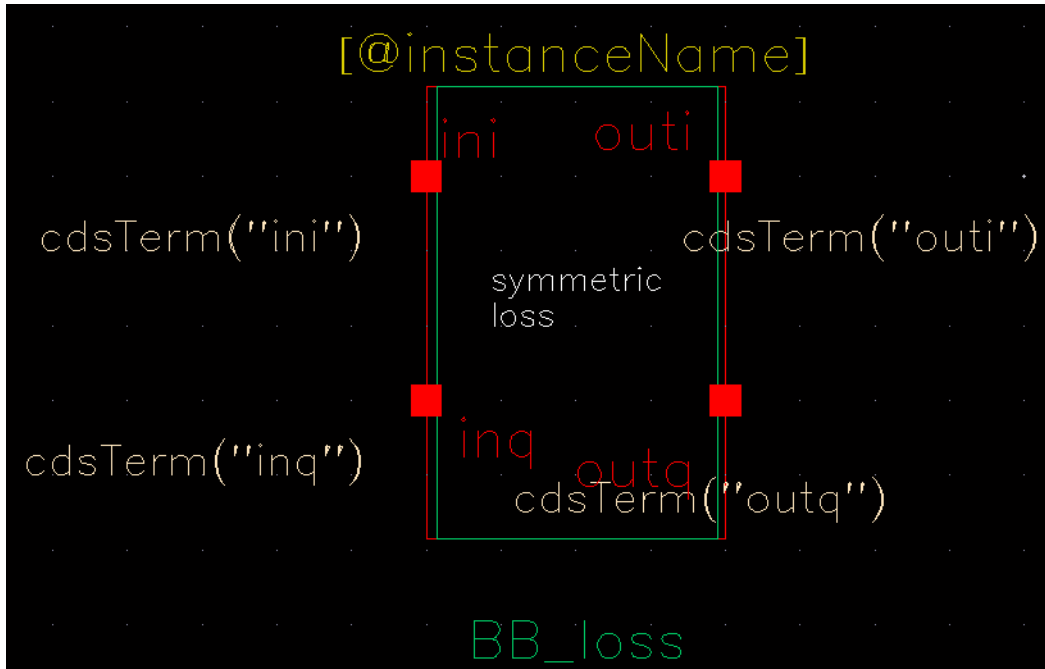 [@instanceName]
ini outi
cdsTerm("ini") cdsTerm("outi")
symmetric
loss
inq outq
cdsTerm("inq") cdsTerm("outq")
BB_loss